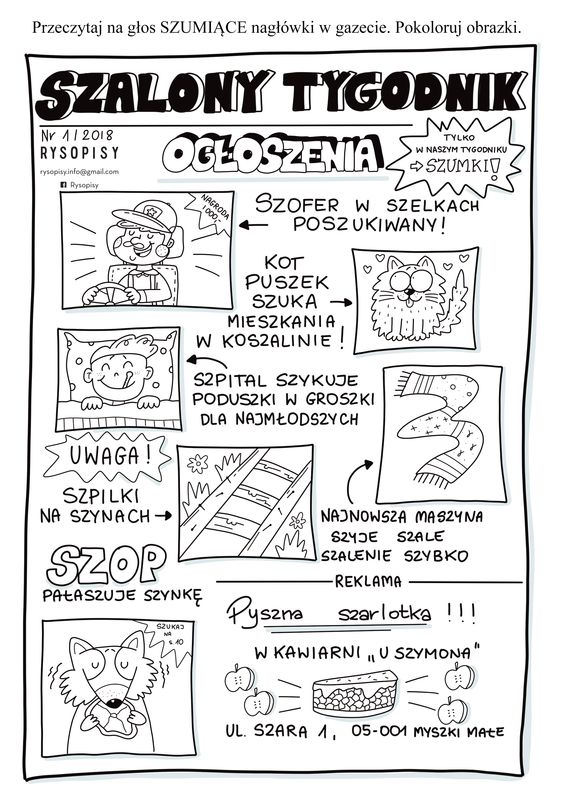 Przeczytaj na głos SZUMIĄCE nagłówki w gazecie. Pokoloruj obrazki.
SZALONY TYGODNIK
Nr 1/2018
RYSOPISY
rysopisy.info@gmail.com
Rysopisy
OGŁOSZENIA
TYLKO
W NASZYM TYGODNIKU
SZUMKI!
NAGRODA
1000,-
SZOFER W SZELKACH
POSZUKIWANY!
KOT
PUSZEK
SZUKA
MIESZKANIA
W KOSZALINIE!
SZPITAL SZYKUJE
PODUSZKI W GROSZKI
DLA NAJMŁODSZYCH
UWAGA!
SZPILKI
NA SZYNACH
NAJNOWSZA MASZYNA
SZYJE SZALE
SZALENIE SZYBKO
SZOP
PAŁASZUJE SZYNKĘ
SZUKAJ
NA
s.10
REKLAMA
Pyszna szarlotka !!!
W KAWIARNI „U SZYMONA"
UL. SZARA 1, 05-001 MYSZKI MAŁE